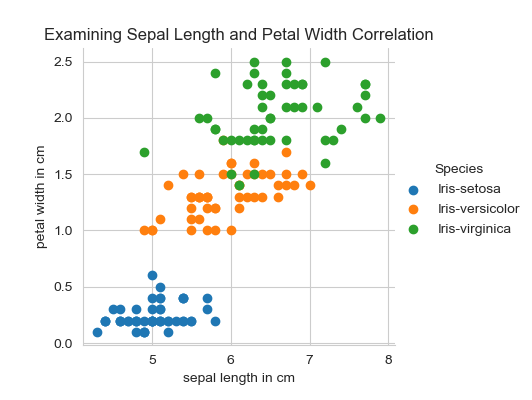 Examining Sepal Length and Petal Width Correlation
2.5
2.0
1.5
1.0
0.5
0.0
petal width in cm
5 6 7 8
sepal length in cm
Species
Iris-setosa
Iris-versicolor
Iris-virginica